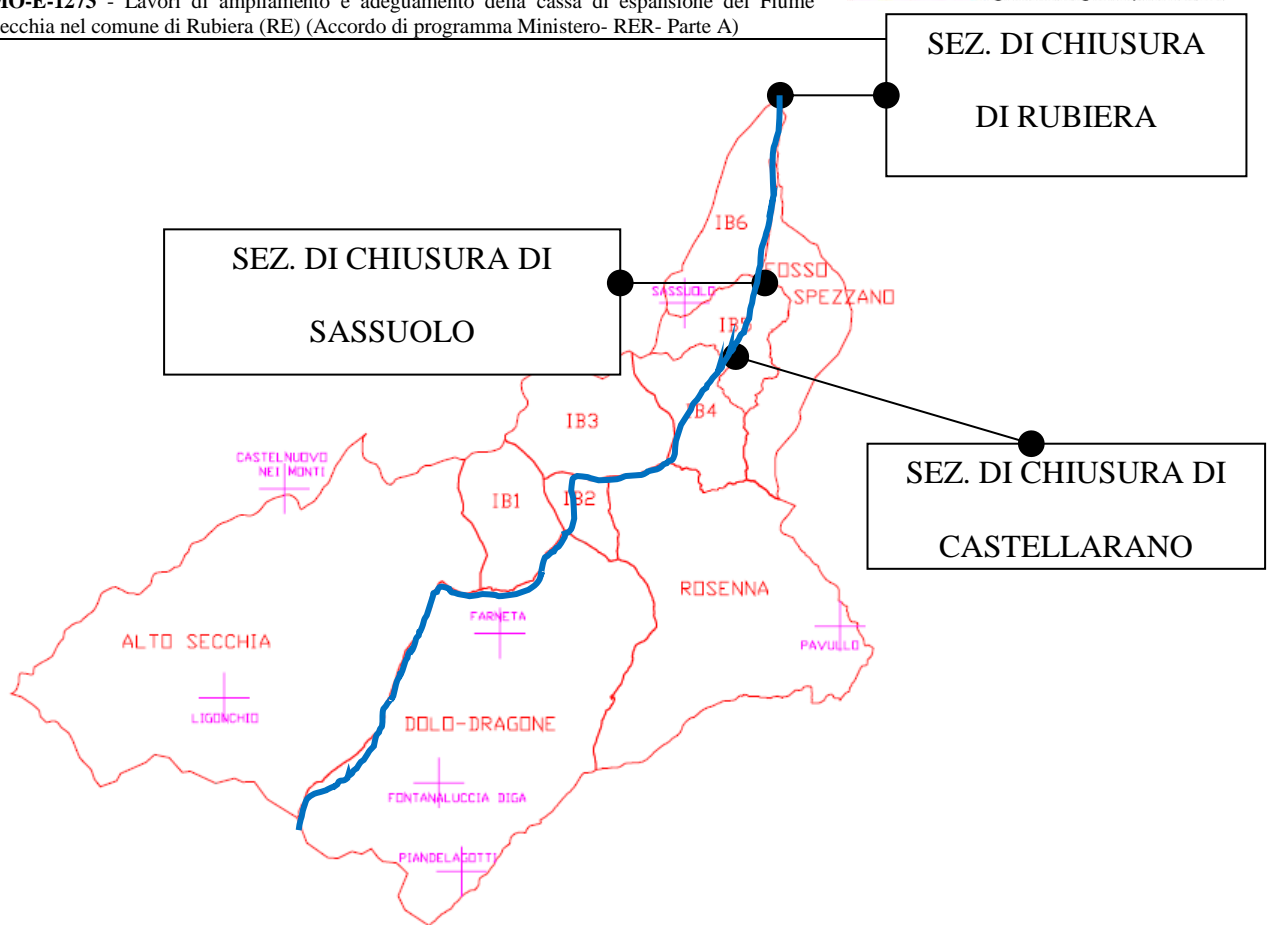 MO-E-1273 - Lavori di ampliamento e adeguamento della cassa di espansione del Fiume
ecchia nel comune di Rubiera (RE) (Accordo di programma Ministero- RER- Parte A)
SEZ. DI CHIUSURA
DI RUBIERA
IB6
SEZ. DI CHIUSURA DI
SASSUOLO
FOSSO
SPEZZANO
SASSUOLO
IB5
IB4
IB3
CASTELNUOVO
NEI MONTI
SEZ. DI CHIUSURA DI
CASTELLARANO
IB1
IB2
ROSENNA
FARNETA
ALTO SECCHIA
PAVULLO
LIGONCHIO
DOLO-DRAGONE
FONTANALUCCIA DIGA
PIANDELAGOTTI